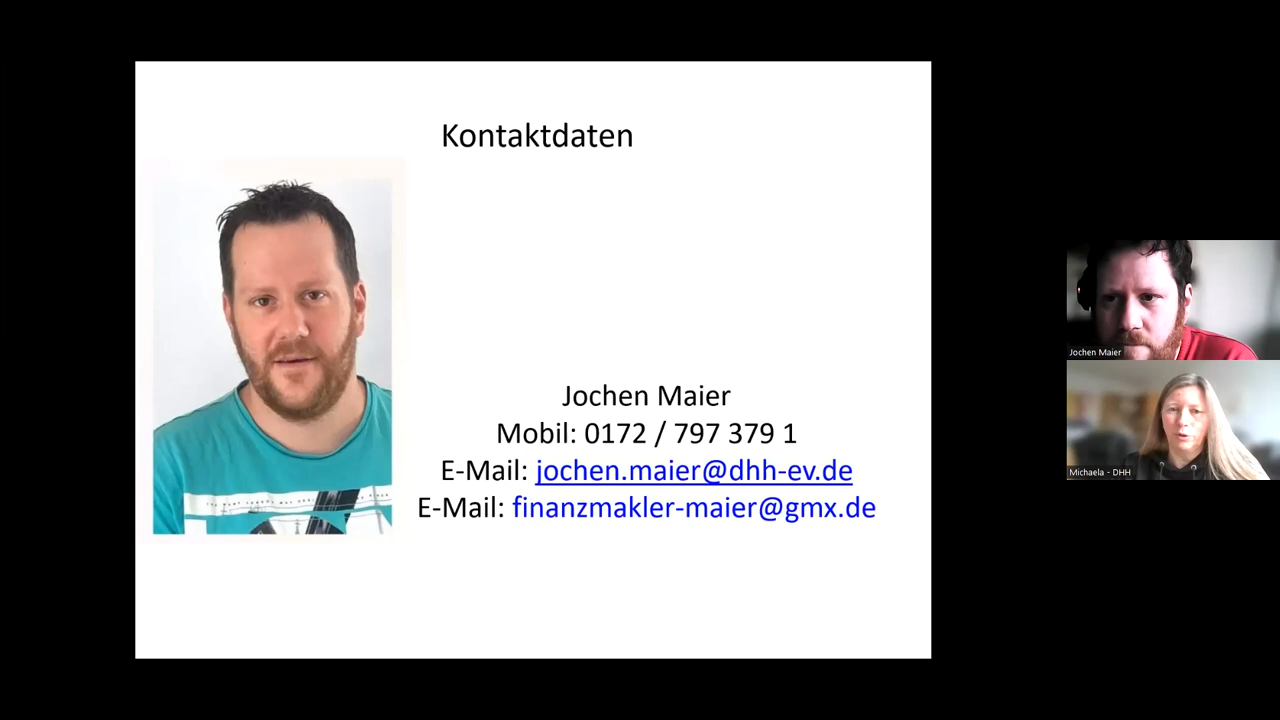 Kontaktdaten
Jochen Maier
Mobil: 0172 / 797 379 1
E-Mail: jochen.maier@dhh-ev.de
E-Mail: finanzmakler-maier@gmx.de
Jochen Maier
Michaela - DHH